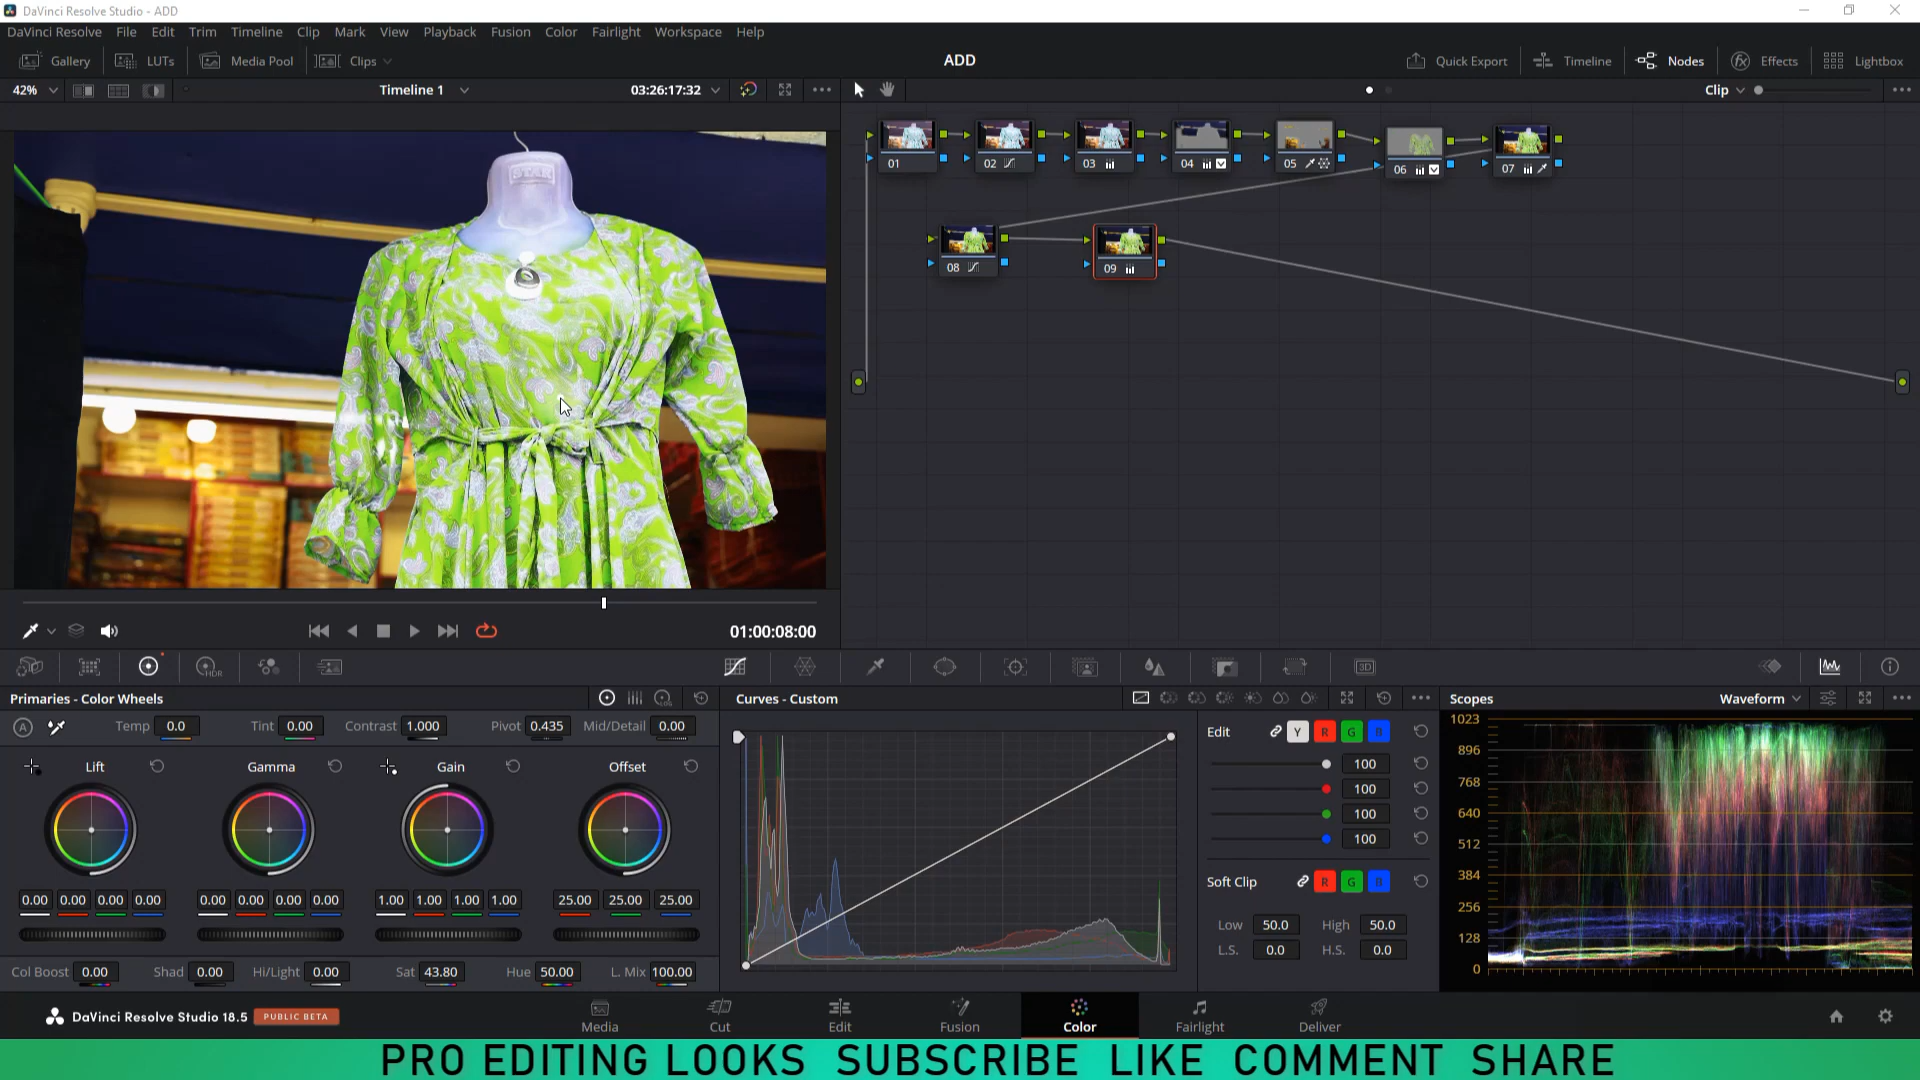 DaVinci Resolve Studio - ADD
DaVinci Resolve File Edit Trim Timeline Clip Mark View Playback Fusion Color Fairlight Workspace Help
Gallery LUTs Media Pool Clips ADD Quick Export Timeline Nodes Effects Lightbox
42% Timeline 1 03:26:17:32 Clip
STAR
01 02 03 04 05 06 07
08 09
01:00:08:00
HDR 3D
Primaries - Color Wheels Curves - Custom Scopes Waveform
A Temp 0.0 Tint 0.00 Contrast 1.000 Pivot 0.435 Mid/Detail 0.00
Lift Gamma Gain Offset
0.00 0.00 0.00 0.00 0.00 0.00 0.00 0.00 1.00 1.00 1.00 1.00 25.00 25.00 25.00
Col Boost 0.00 Shad 0.00 Hi/Light 0.00 Sat 43.80 Hue 50.00 L. Mix 100.00
Edit Y R G B
100
100
100
100
Soft Clip R G B
Low 50.0 High 50.0
L.S. 0.0 H.S. 0.0
1023
896
768
640
512
384
256
128
0
DaVinci Resolve Studio 18.5 PUBLIC BETA
Media Cut Edit Fusion Color Fairlight Deliver
PRO EDITING LOOKS SUBSCRIBE LIKE COMMENT SHARE